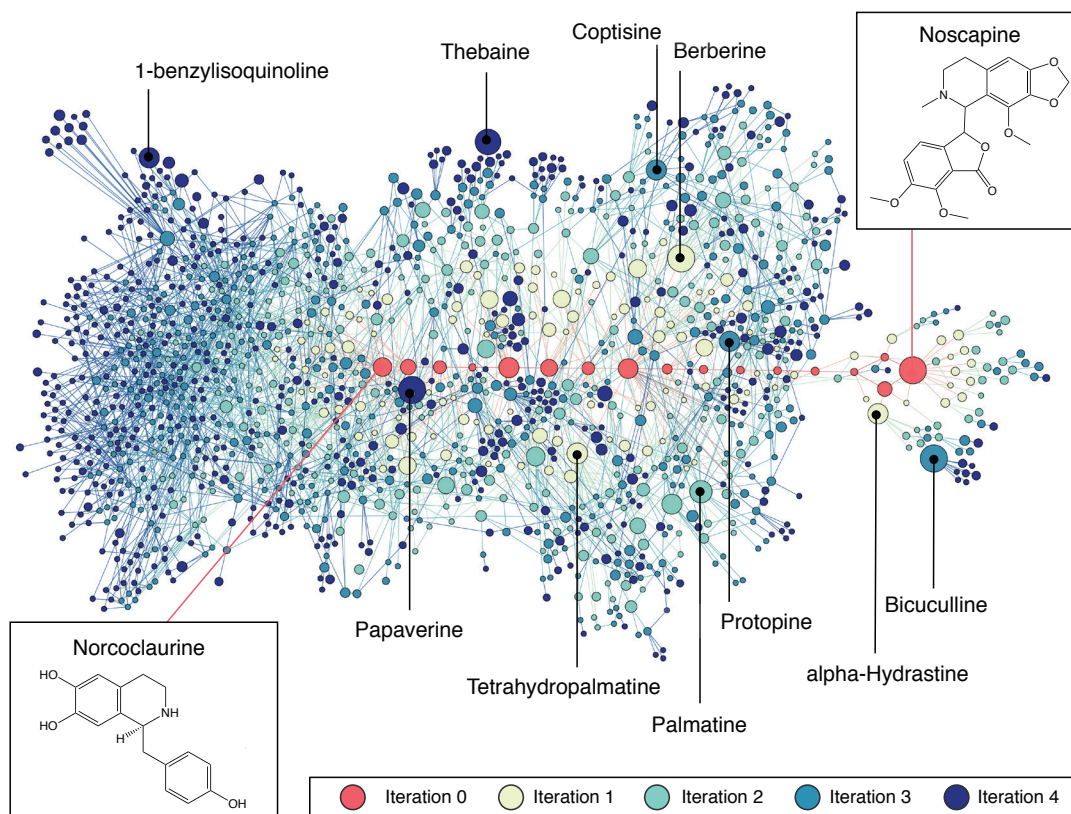 Coptisine
Noscapine
Thebaine
Berberine
1-benzylisoquinoline
O
O
N
O
O
O
O
O
Papaverine
Protopine
Bicuculline
Norcoclaurine
Tetrahydropalmatine
alpha-Hydrastine
Palmatine
HO
HO
NH
H
OH
Iteration 0 Iteration 1 Iteration 2 Iteration 3 Iteration 4